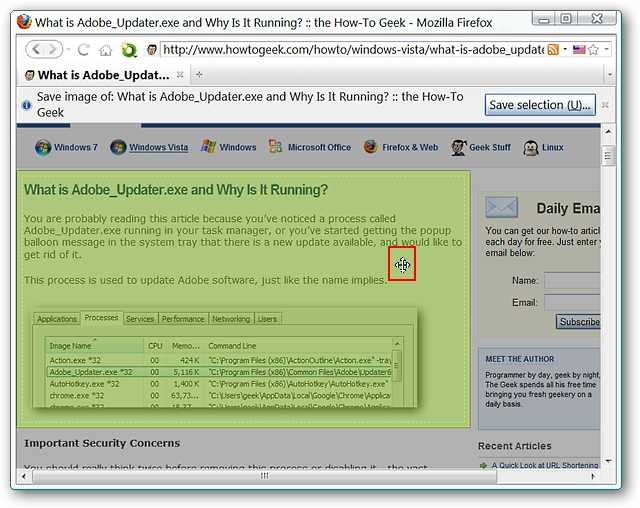 What is Adobe_Updater.exe and Why Is It Running? :: the How-To Geek - Mozilla Firefox
http://www.howtogeek.com/howto/windows-vista/what-is-adobe_update
What is Adobe_Updat...
Save image of: What is Adobe_Updater.exe and Why Is It Running? :: the How-To Geek
Save selection (U)...
Windows 7 Windows Vista Windows Microsoft Office Firefox & Web Geek Stuff Linux
What is Adobe_Updater.exe and Why Is It Running?
You are probably reading this article because you've noticed a process called
Adobe_Updater.exe running in your task manager, or you've started getting the popup
balloon message in the system tray that there is a new update available, and would like to
get rid of it.
This process is used to update Adobe software, just like the name implies.
Applications Processes Services Performance Networking Users
Image Name CPU Memo... Command Line
Action.exe *32 00 424 K "C:\Program Files (x86)\ActionOutline\Action.exe" -tray
Adobe_Updater.exe *32 00 5,116 K "C:\Program Files (x86)\Common Files\Adobe\Updater6
AutoHotkey.exe *32 00 1,400 K "C:\Program Files (x86)\AutoHotkey\AutoHotkey.exe"
chrome.exe *32 00 63,73... "C:\Users\geek\AppData\Local\Google\Chrome\Applica
chrome.exe *32 00
Important Security Concerns
You should really think twice before removing this process or disabling it - the vast
Daily Ema
You can get our how-to article
each day for free. Just enter y
email below:
Name:
Email:
Subscribe
MEET THE AUTHOR
Programmer by day, geek by night,
The Geek spends all his free time
bringing you fresh geekery on a
daily basis.
Recent Articles
A Quick Look at URL Shortening